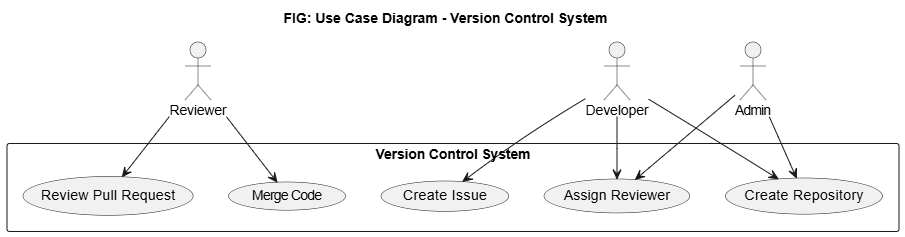 FIG: Use Case Diagram - Version Control System
Reviewer
Developer
Admin
Version Control System
Review Pull Request
Merge Code
Create Issue
Assign Reviewer
Create Repository